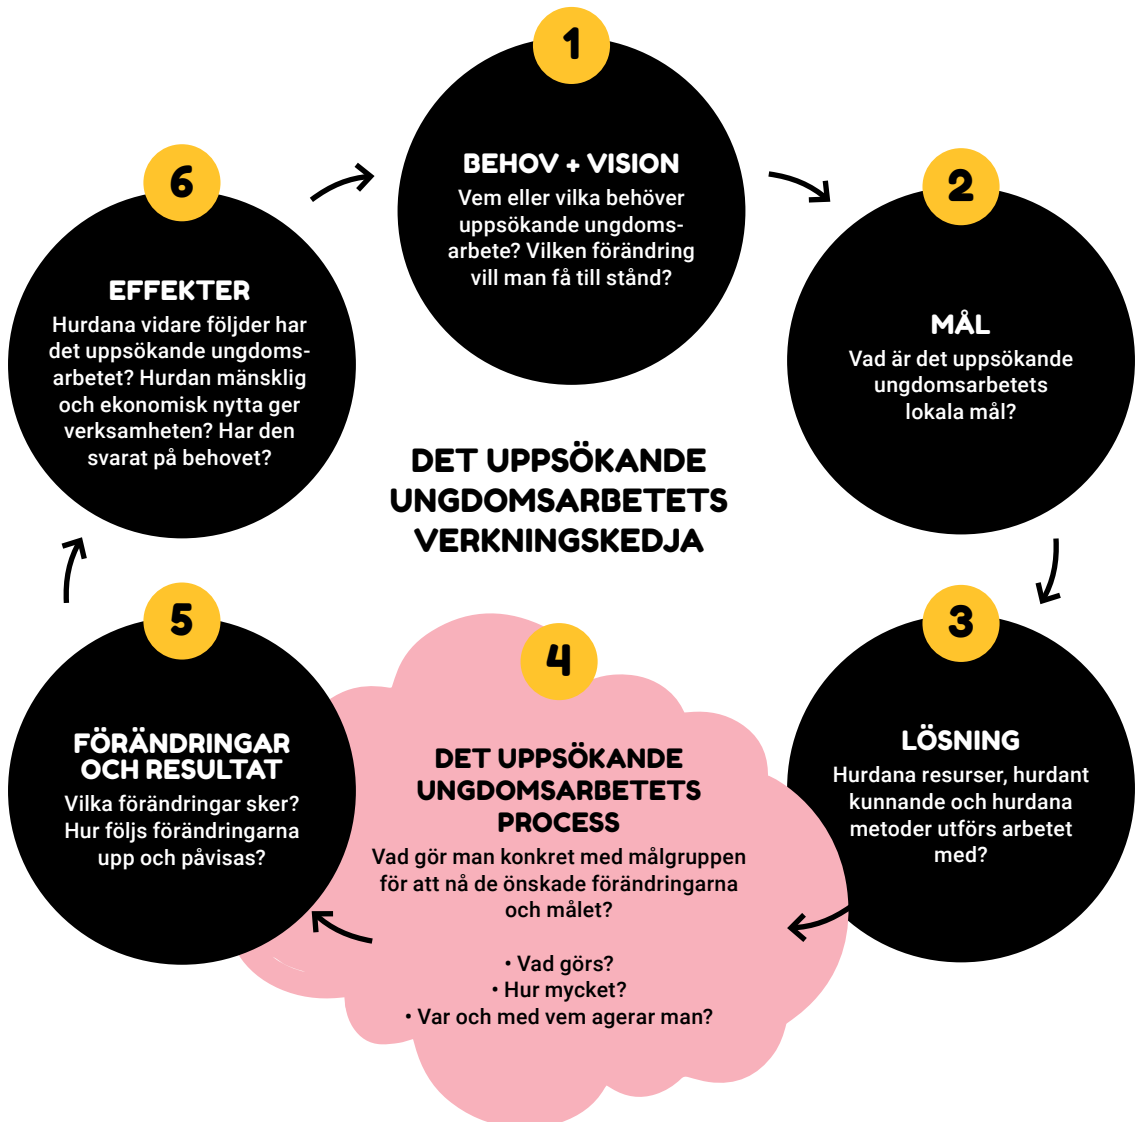 1
BEHOV + VISION
Vem eller vilka behöver
uppsökande ungdoms-
arbete? Vilken förändring
vill man få till stånd?
2
MÅL
Vad är det uppsökande
ungdomsarbetets
lokala mål?
3
LÖSNING
Hurdana resurser, hurdant
kunnande och hurdana
metoder utförs arbetet
med?
4
DET UPPSÖKANDE
UNGDOMSARBETETS
PROCESS
Vad gör man konkret med målgruppen
för att nå de önskade förändringarna
och målet?
• Vad görs?
• Hur mycket?
• Var och med vem agerar man?
5
FÖRÄNDRINGAR
OCH RESULTAT
Vilka förändringar sker?
Hur följs förändringarna
upp och påvisas?
6
EFFEKTER
Hurdana vidare följder har
det uppsökande ungdoms-
arbetet? Hurdan mänsklig
och ekonomisk nytta ger
verksamheten? Har den
svarat på behovet?
DET UPPSÖKANDE
UNGDOMSARBETETS
VERKNINGSKEDJA